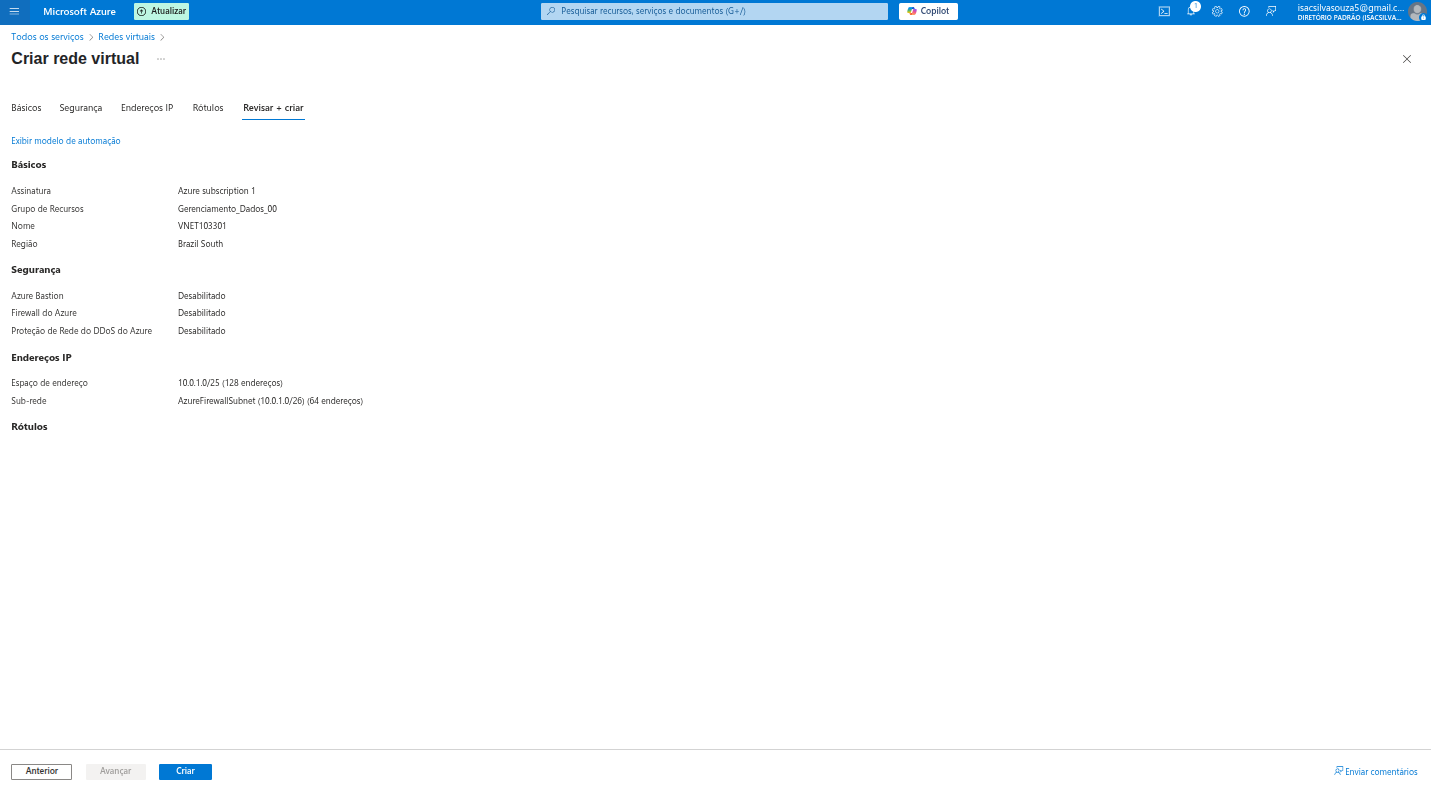 Microsoft Azure
Atualizar
Pesquisar recursos, serviços e documentos (G+/)
Copilot
1
isacsilvasouza5@gmail.c...
DIRETÓRIO PADRÃO (ISACSILVA...
Todos os serviços
Redes virtuais
Criar rede virtual
...
Básicos
Segurança
Endereços IP
Rótulos
Revisar + criar
Exibir modelo de automação
Básicos
Assinatura Azure subscription 1
Grupo de Recursos Gerenciamento_Dados_00
Nome VNET103301
Região Brazil South
Segurança
Azure Bastion Desabilitado
Firewall do Azure Desabilitado
Proteção de Rede do DDoS do Azure Desabilitado
Endereços IP
Espaço de endereço 10.0.1.0/25 (128 endereços)
Sub-rede AzureFirewallSubnet (10.0.1.0/26) (64 endereços)
Rótulos
Anterior
Avançar
Criar
Enviar comentários